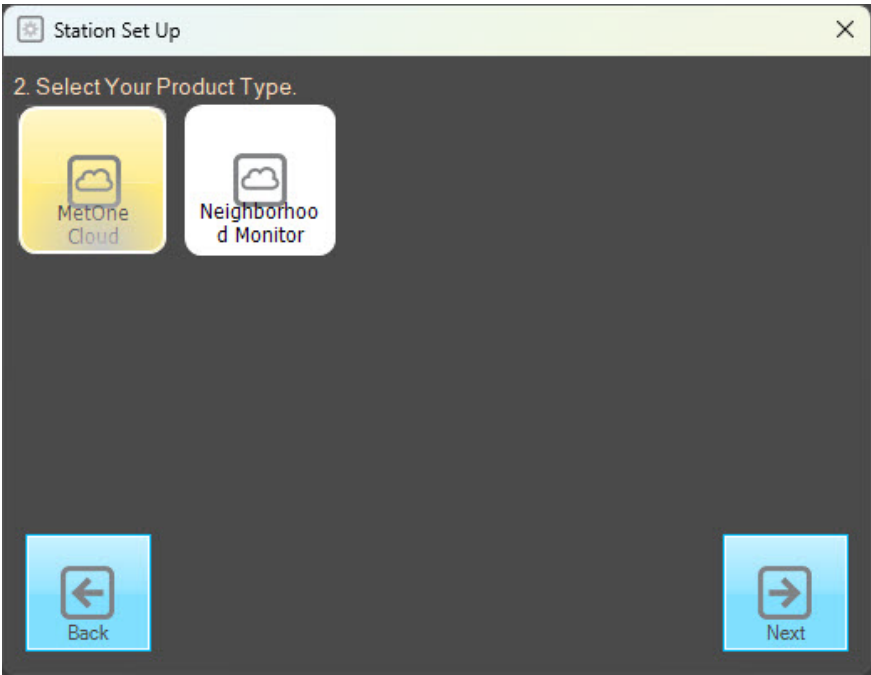 Station Set Up
2. Select Your Product Type.
MetOne
Cloud
Neighborhoo
d Monitor
Back
Next